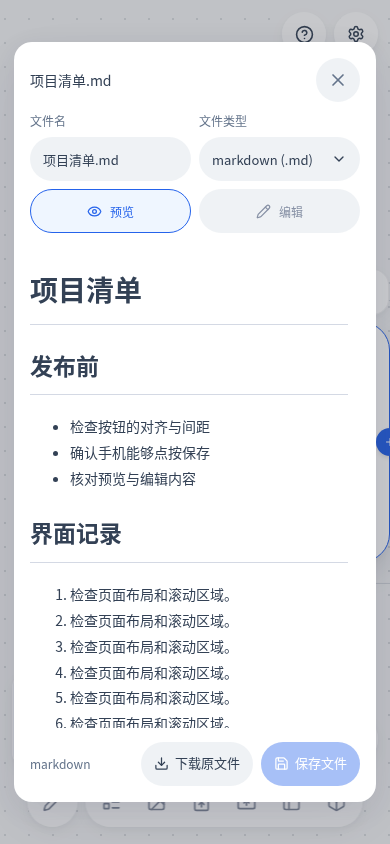 项目清单.md
文件名
文件类型
项目清单.md
markdown (.md)
预览
编辑
项目清单
发布前
检查按钮的对齐与间距
确认手机能够点按保存
核对预览与编辑内容
界面记录
1. 检查页面布局和滚动区域。
2. 检查页面布局和滚动区域。
3. 检查页面布局和滚动区域。
4. 检查页面布局和滚动区域。
5. 检查页面布局和滚动区域。
6. 检查页面布局和滚动区域。
markdown
下载原文件
保存文件